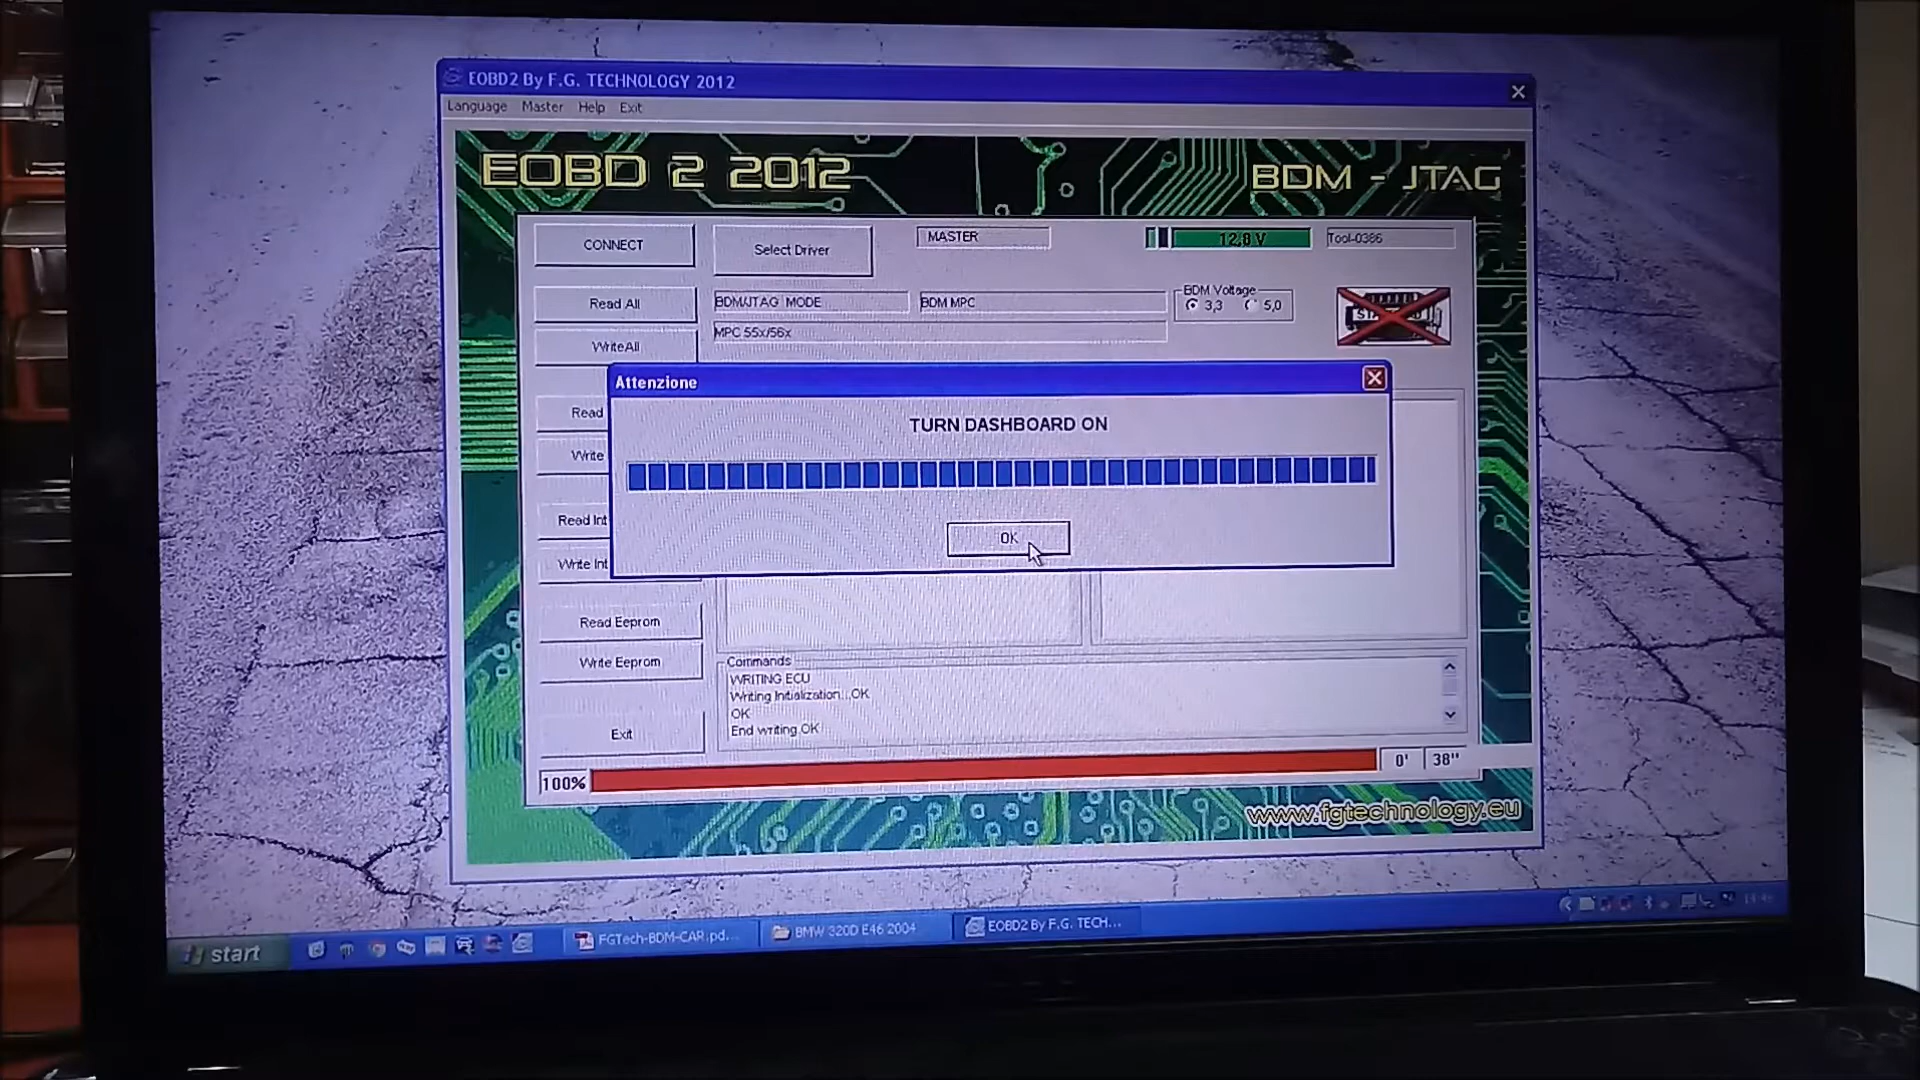 EOBD2 By F.G. TECHNOLOGY 2012
Language Master Help Exit
EOBD 2 2012
BDM - JTAG
CONNECT
Select Driver
MASTER
12,8 V
Tool-0386
Read All
BDM/JTAG MODE
BDM MPC
BDM Voltage
3,3
5,0
WriteAll
MPC 55x/56x
Attenzione
TURN DASHBOARD ON
OK
Read
Write
Read Int
Write Int
Read Eeprom
Write Eeprom
Exit
Commands
WRITING ECU
Writing Initialization...OK
OK
End writing OK
100%
0'
38''
www.fgtechnology.eu
start
FGTech-BDM-CAR.pd...
BMW 320D E46 2004
EOBD2 By F.G. TECH...